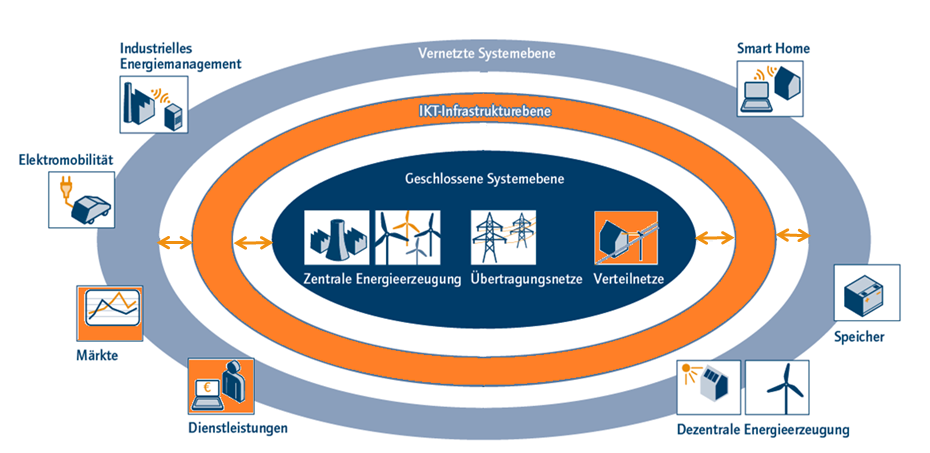 Vernetzte Systemebene
Industrielles
Energiemanagement
Smart Home
IKT-Infrastrukturebene
Elektromobilität
Geschlossene Systemebene
Zentrale Energieerzeugung
Übertragungsnetze
Verteilnetze
Märkte
Speicher
€
Dienstleistungen
Dezentrale Energieerzeugung